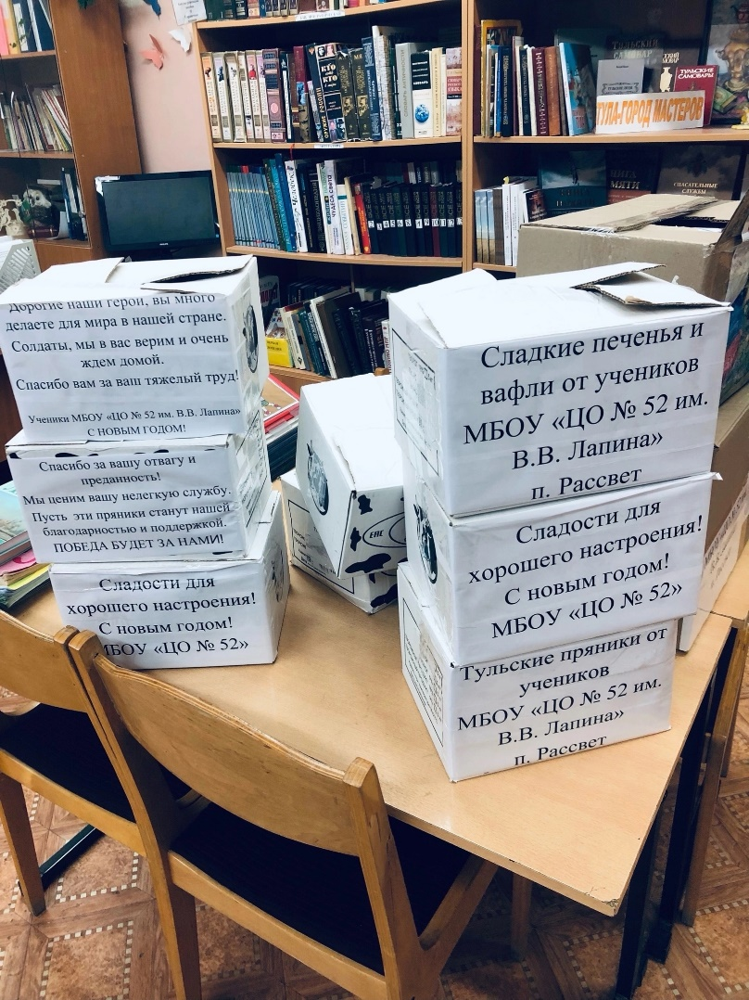 ТУЛА-ГОРОД МАСТЕРОВ
ТУЛЬСКИЕ
САМОВАРЫ
СПАСАТЕЛЬНЫЕ
СЛУЖБЫ
Дорогие наши герои, вы много
делаете для мира в нашей стране.
Солдаты, мы в вас верим и очень
ждем домой.
Спасибо вам за ваш тяжелый труд!
Ученики МБОУ «ЦО № 52 им. В.В. Лапина»
С НОВЫМ ГОДОМ!
Спасибо за вашу отвагу и
преданность!
Мы ценим вашу нелегкую службу.
Пусть эти пряники станут нашей
благодарностью и поддержкой.
ПОБЕДА БУДЕТ ЗА НАМИ!
Сладости для
хорошего настроения!
С новым годом!
МБОУ «ЦО № 52»
ЕАС
Сладкие печенья и
вафли от учеников
МБОУ «ЦО № 52 им.
В.В. Лапина»
п. Рассвет
Сладости для
хорошего настроения!
С новым годом!
МБОУ «ЦО № 52»
Тульские пряники от
учеников
МБОУ «ЦО № 52 им.
В.В. Лапина»
п. Рассвет